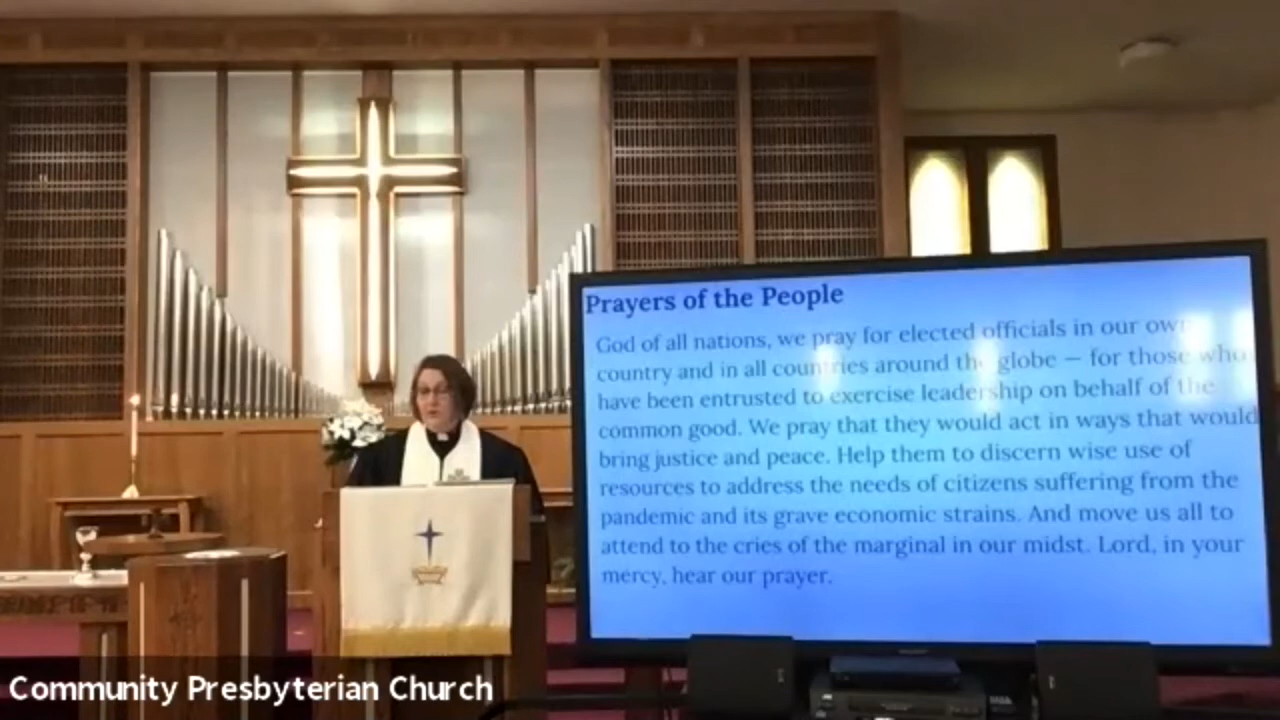 Prayers of the People
God of all nations, we pray for elected officials in our own
country and in all countries around the globe — for those who
have been entrusted to exercise leadership on behalf of the
common good. We pray that they would act in ways that would
bring justice and peace. Help them to discern wise use of
resources to address the needs of citizens suffering from the
pandemic and its grave economic strains. And move us all to
attend to the cries of the marginal in our midst. Lord, in your
mercy, hear our prayer.
Community Presbyterian Church